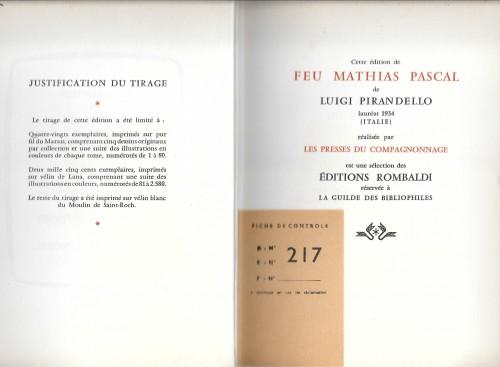 JUSTIFICATION DU TIRAGE
Le tirage de cette édition a été limité à :
Quatre-vingts exemplaires, imprimés sur pur
fil du Marais, comprenant cinq dessins originaux
par collection et une suite des illustrations en
couleurs de chaque tome, numérotés de 1 à 80.
Deux mille cinq cents exemplaires, imprimés
sur vélin de Lana, comprenant une suite des
illustrations en couleurs, numérotés de 81 à 2.580.
Le reste du tirage a été imprimé sur vélin blanc
du Moulin de Saint-Roch.
Cette édition de
FEU MATHIAS PASCAL
de
LUIGI PIRANDELLO
lauréat 1934
(ITALIE)
réalisée par
LES PRESSES DU COMPAGNONNAGE
est une sélection des
ÉDITIONS ROMBALDI
réservée à
LA GUILDE DES BIBLIOPHILES
FICHE DE CONTROLE
N°
E - N° 217
F - N°
en cas de réclamation